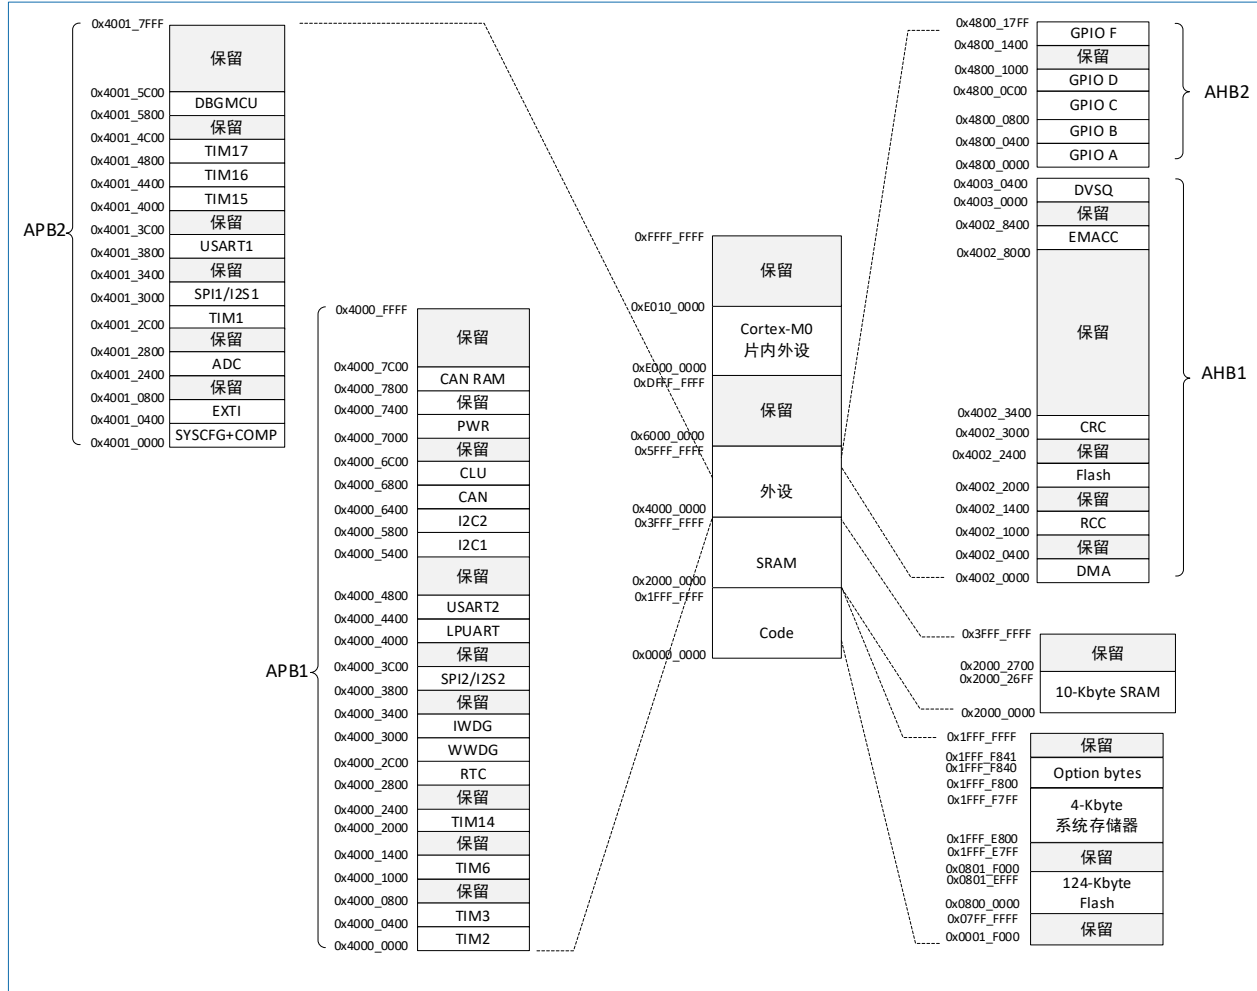 APB2
0x4001_7FFF
保留
0x4001_5C00
DBGMCU
0x4001_5800
保留
0x4001_4C00
TIM17
0x4001_4800
TIM16
0x4001_4400
TIM15
0x4001_4000
保留
0x4001_3C00
USART1
0x4001_3800
保留
0x4001_3400
SPI1/I2S1
0x4001_3000
TIM1
0x4001_2C00
保留
0x4001_2800
ADC
0x4001_2400
保留
0x4001_0800
EXTI
0x4001_0400
SYSCFG+COMP
0x4001_0000
APB1
0x4000_FFFF
保留
0x4000_7C00
CAN RAM
0x4000_7800
保留
0x4000_7400
PWR
0x4000_7000
保留
0x4000_6C00
CLU
0x4000_6800
CAN
0x4000_6400
I2C2
0x4000_5800
I2C1
0x4000_5400
保留
0x4000_4800
USART2
0x4000_4400
LPUART
0x4000_4000
保留
0x4000_3C00
SPI2/I2S2
0x4000_3800
保留
0x4000_3400
IWDG
0x4000_3000
WWDG
0x4000_2C00
RTC
0x4000_2800
保留
0x4000_2400
TIM14
0x4000_2000
保留
0x4000_1400
TIM6
0x4000_1000
保留
0x4000_0800
TIM3
0x4000_0400
TIM2
0x4000_0000
0xFFFF_FFFF
保留
0xE010_0000
Cortex-M0
片内外设
0xE000_0000
0xDFFF_FFFF
保留
0x6000_0000
0x5FFF_FFFF
外设
0x4000_0000
0x3FFF_FFFF
SRAM
0x2000_0000
0x1FFF_FFFF
Code
0x0000_0000
0x4800_17FF
GPIO F
0x4800_1400
保留
0x4800_1000
GPIO D
0x4800_0C00
GPIO C
0x4800_0800
GPIO B
0x4800_0400
GPIO A
0x4800_0000
AHB2
0x4003_0400
DVSQ
0x4003_0000
保留
0x4002_8400
EMACC
0x4002_8000
保留
0x4002_3400
CRC
0x4002_3000
保留
0x4002_2400
Flash
0x4002_2000
保留
0x4002_1400
RCC
0x4002_1000
保留
0x4002_0400
DMA
0x4002_0000
AHB1
0x3FFF_FFFF
保留
0x2000_2700
0x2000_26FF
10-Kbyte SRAM
0x2000_0000
0x1FFF_FFFF
保留
0x1FFF_F841
0x1FFF_F840
Option bytes
0x1FFF_F800
0x1FFF_F7FF
4-Kbyte
系统存储器
0x1FFF_E800
0x1FFF_E7FF
保留
0x0801_F000
0x0801_EFFF
124-Kbyte
Flash
0x0800_0000
0x07FF_FFFF
保留
0x0001_F000